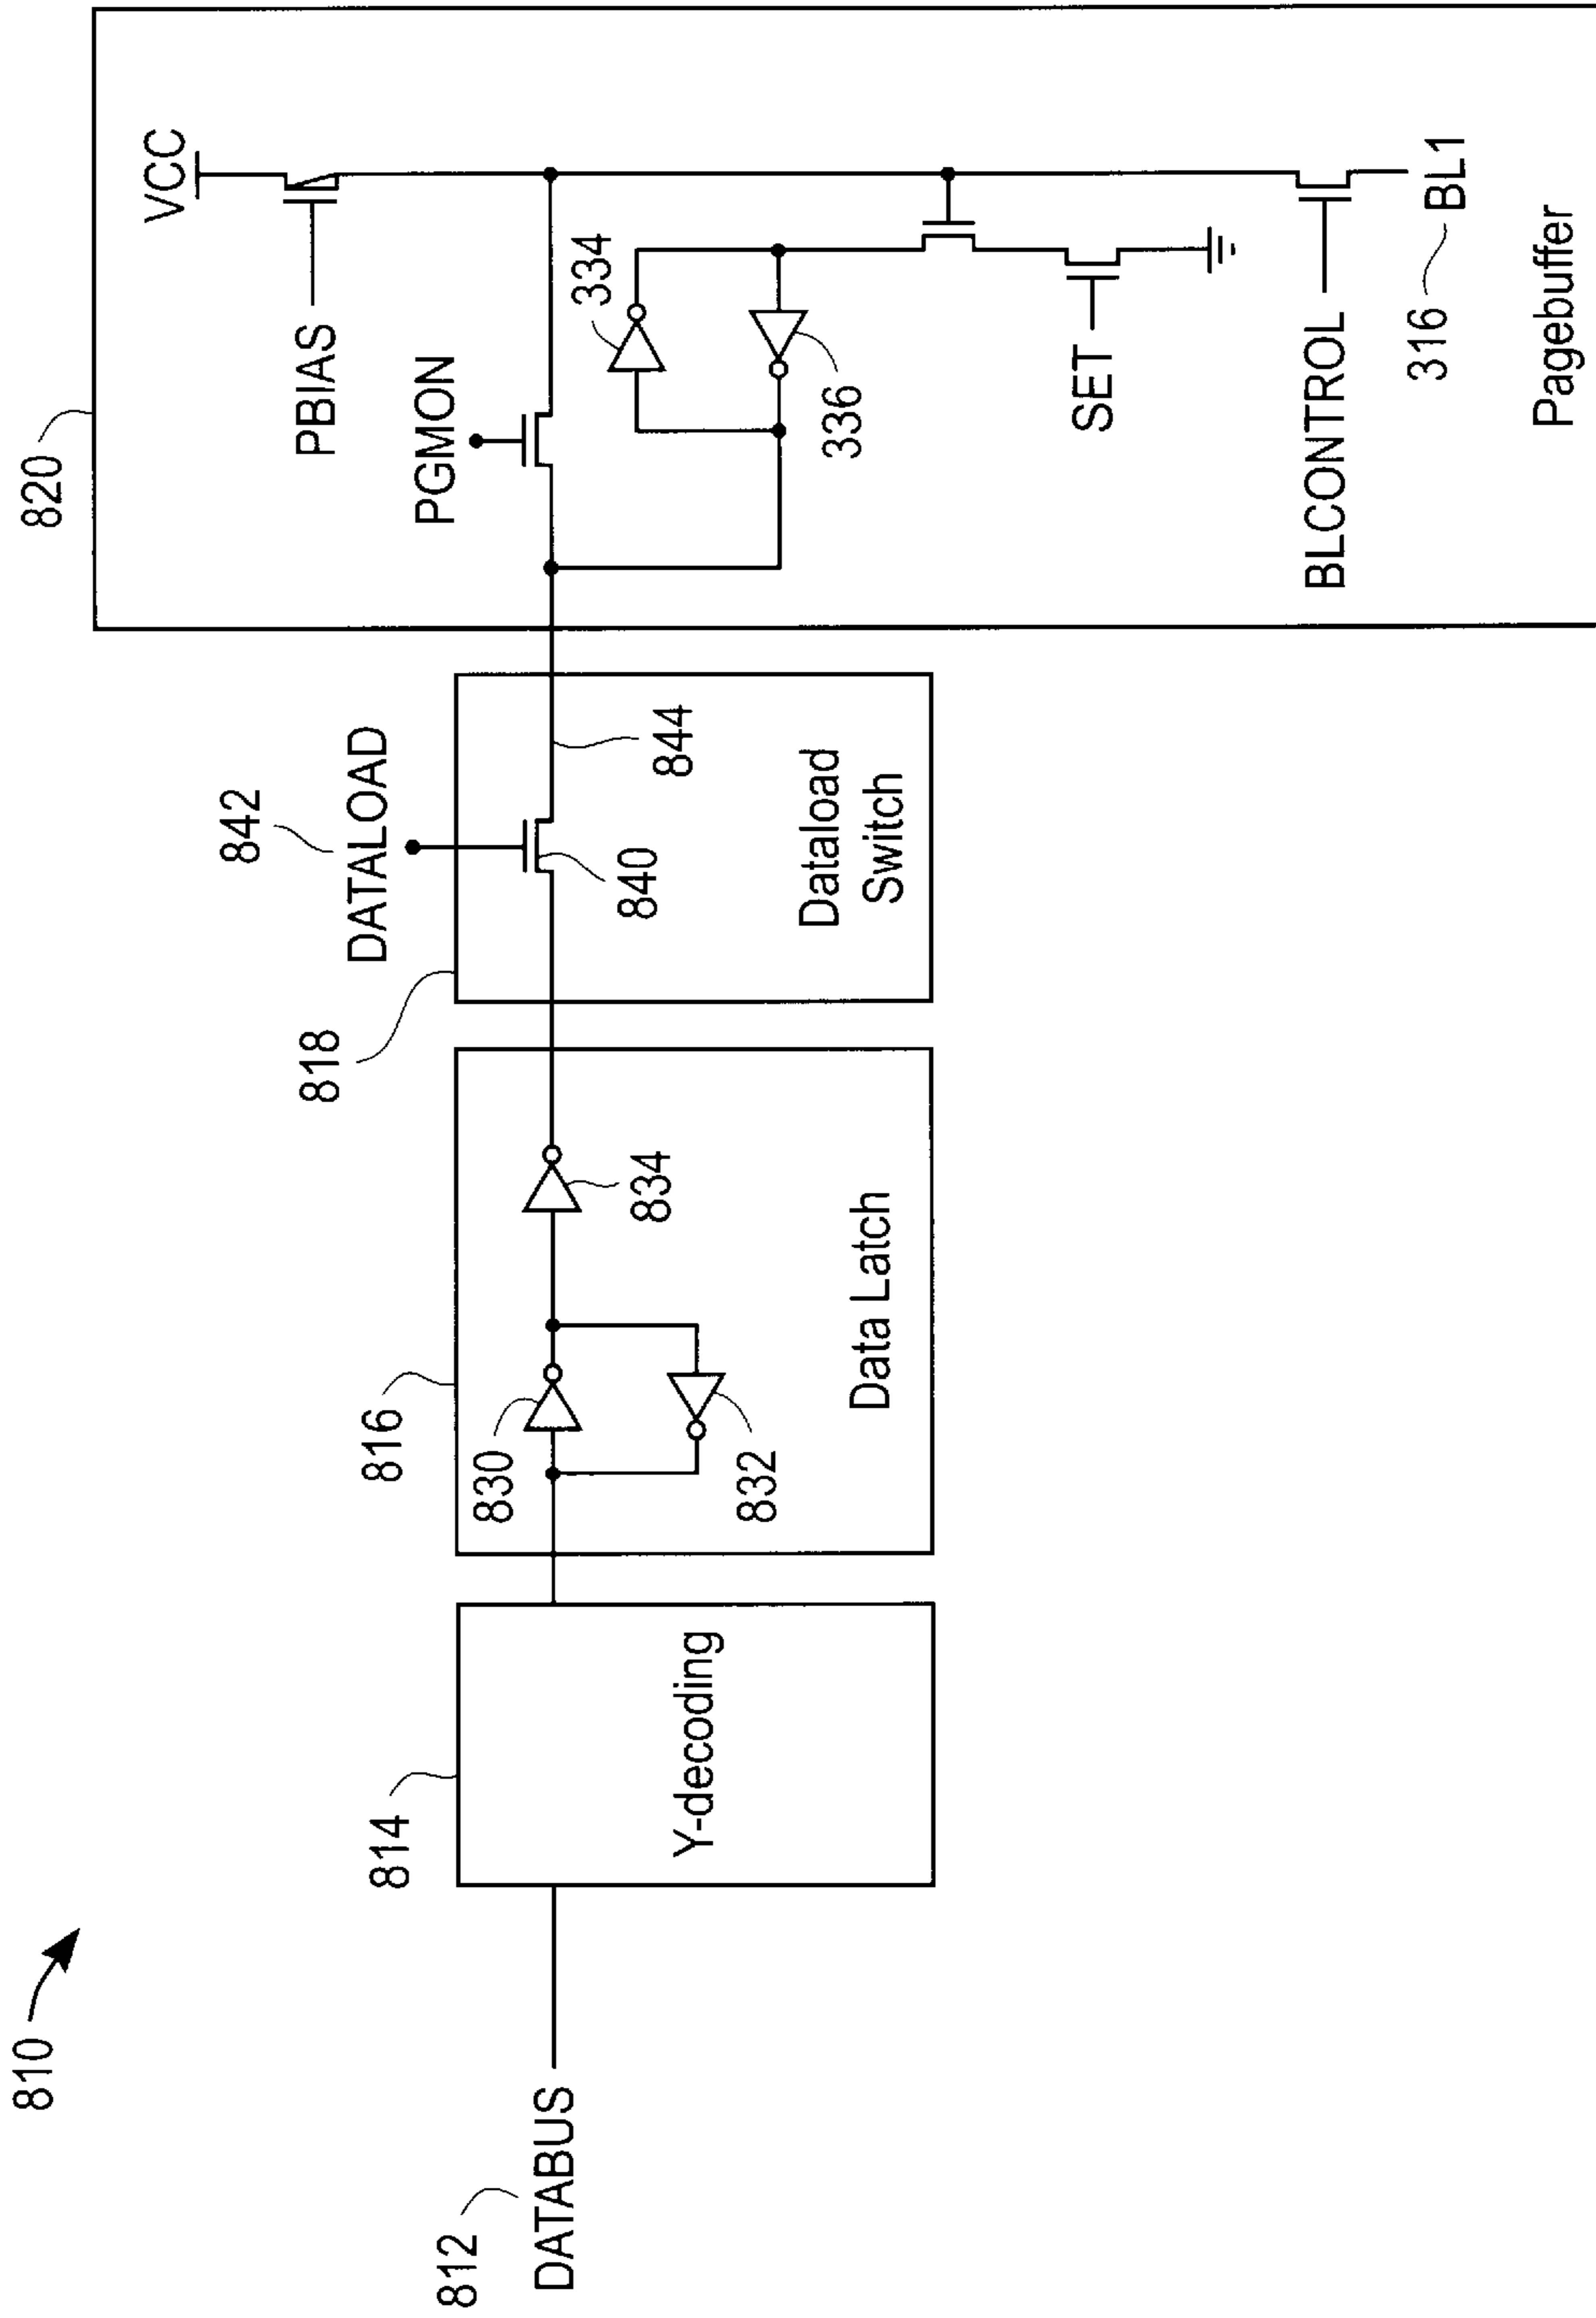 810
812
DATABUS
814
Y-decoding
816
830
832
834
Data Latch
818
842
DATALOAD
840
844
Dataload
Switch
820
VCC
PBIAS
PGMON
334
336
SET
BLCONTROL
316
BL1
Pagebuffer